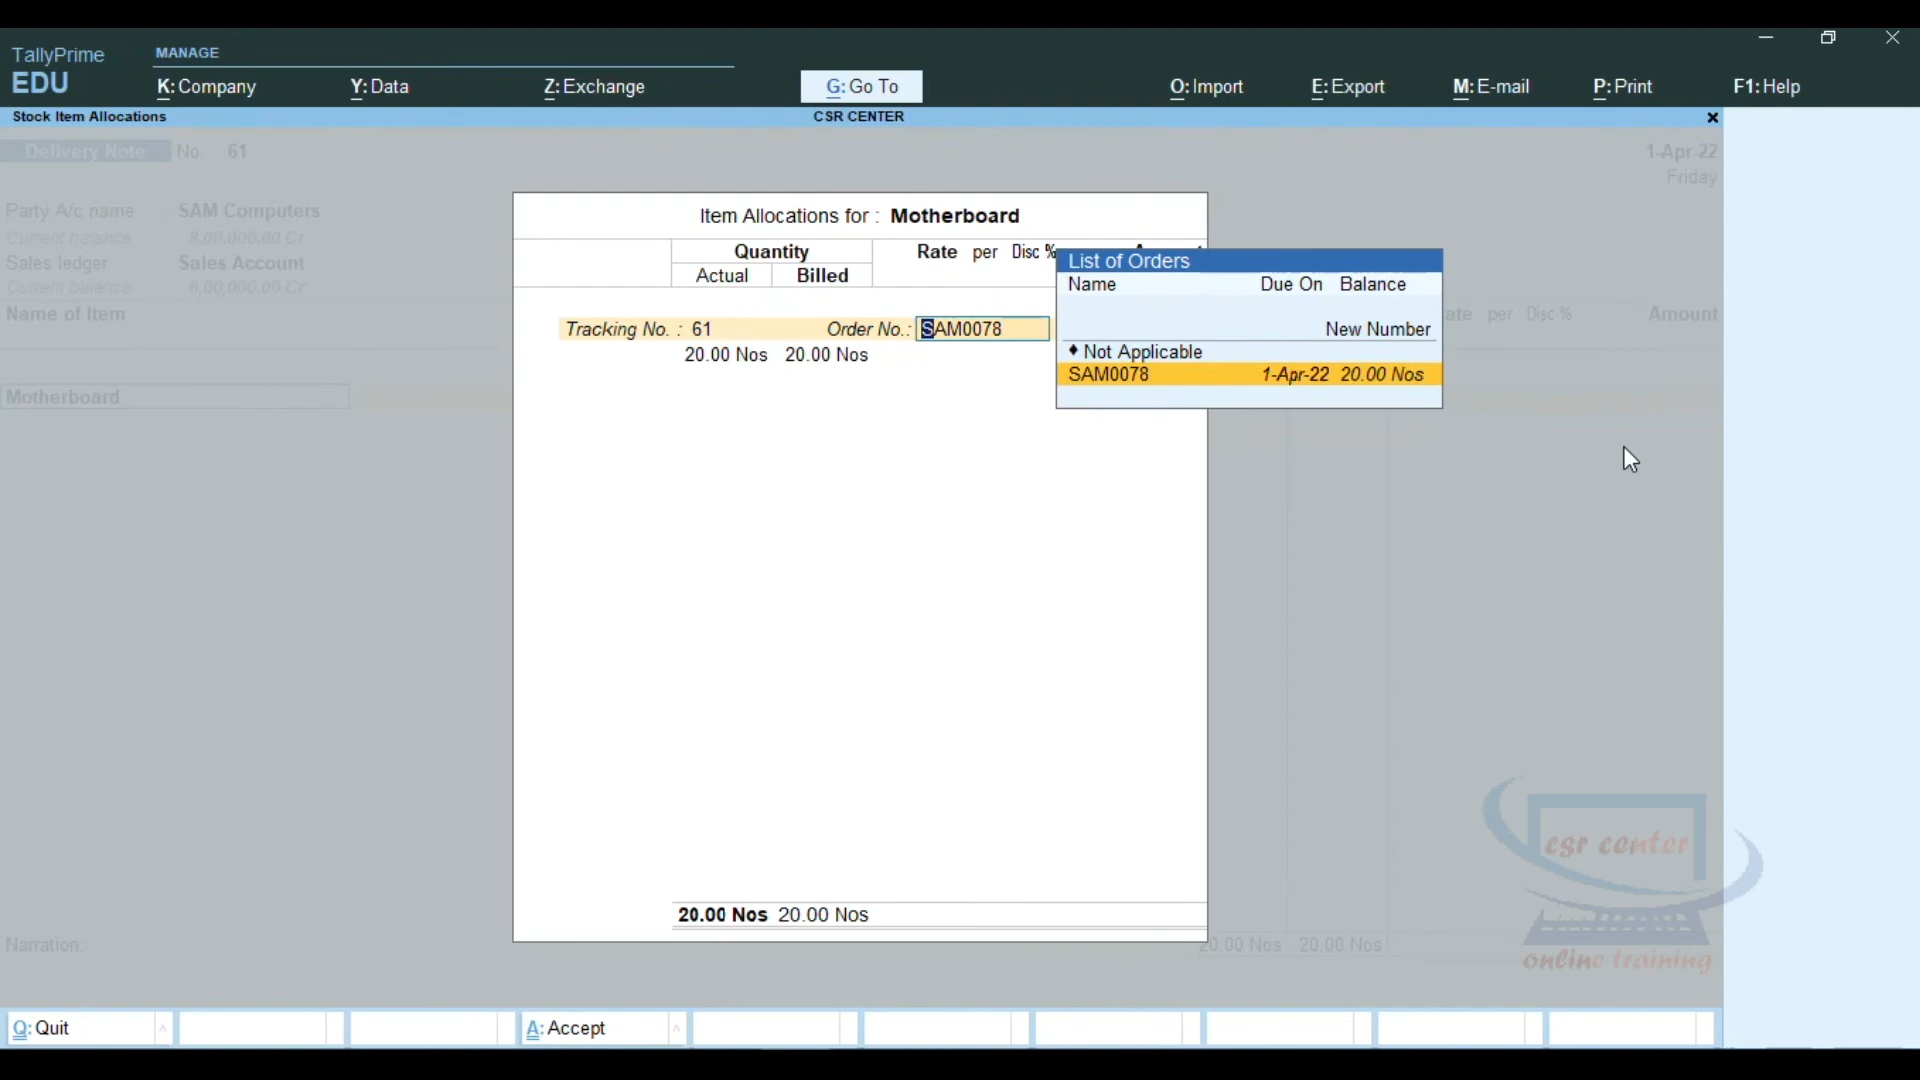 TallyPrime
EDU
MANAGE
K: Company
Y: Data
Z: Exchange
G: Go To
O: Import
E: Export
M: E-mail
P: Print
F1: Help
Stock Item Allocations
CSR CENTER
Delivery Note No. 61
1-Apr-22
Friday
Party A/c name : SAM Computers
Current balance : 8,00,000.00 Cr
Sales ledger : Sales Account
Current balance : 6,00,000.00 Cr
Name of Item
per Disc %
Amount
Motherboard
Item Allocations for : Motherboard
Quantity
Rate per Disc %
Actual Billed
Tracking No. : 61 Order No.: SAM0078
20.00 Nos 20.00 Nos
List of Orders
Name Due On Balance
New Number
♦ Not Applicable
SAM0078 1-Apr-22 20.00 Nos
20.00 Nos 20.00 Nos
Narration:
20.00 Nos 20.00 Nos
csr center
online training
Q: Quit
A: Accept